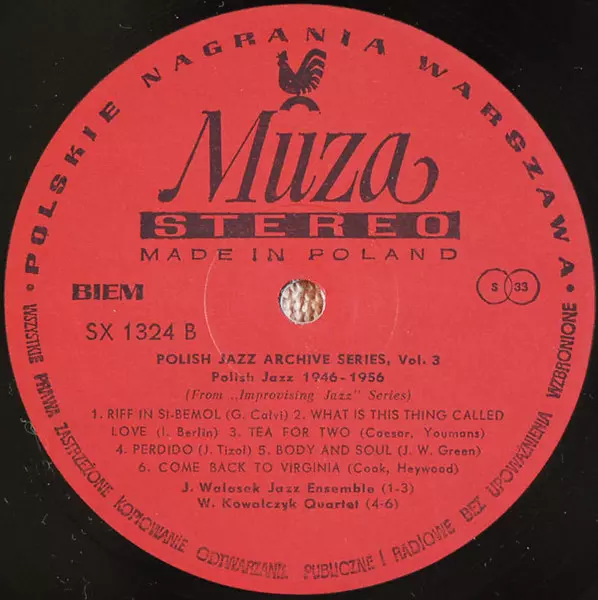 • POLSKIE NAGRANIA WARSZAWA •
Muza
STEREO
MADE IN POLAND
BIEM
S 33
SX 1324 B
POLISH JAZZ ARCHIVE SERIES, Vol. 3
Polish Jazz 1946-1956
(From „Improvising Jazz" Series)
1. RIFF IN St-BEMOL (G. Calvi) 2. WHAT IS THIS THING CALLED
LOVE (I. Berlin) 3. TEA FOR TWO (Caesar, Youmans)
4. PERDIDO (J. Tizol) 5. BODY AND SOUL (J. W. Green)
6. COME BACK TO VIRGINIA (Cook, Heywood)
J. Walasek Jazz Ensemble (1-3)
W. Kowalczyk Quartet (4-6)
WSZYSTKIE PRAWA ZASTRZEŻONE KOPIOWANIE ODTWARZANIE PUBLICZNE I RADIOWE BEZ UPOWAŻNIENIA WZBRONIONE